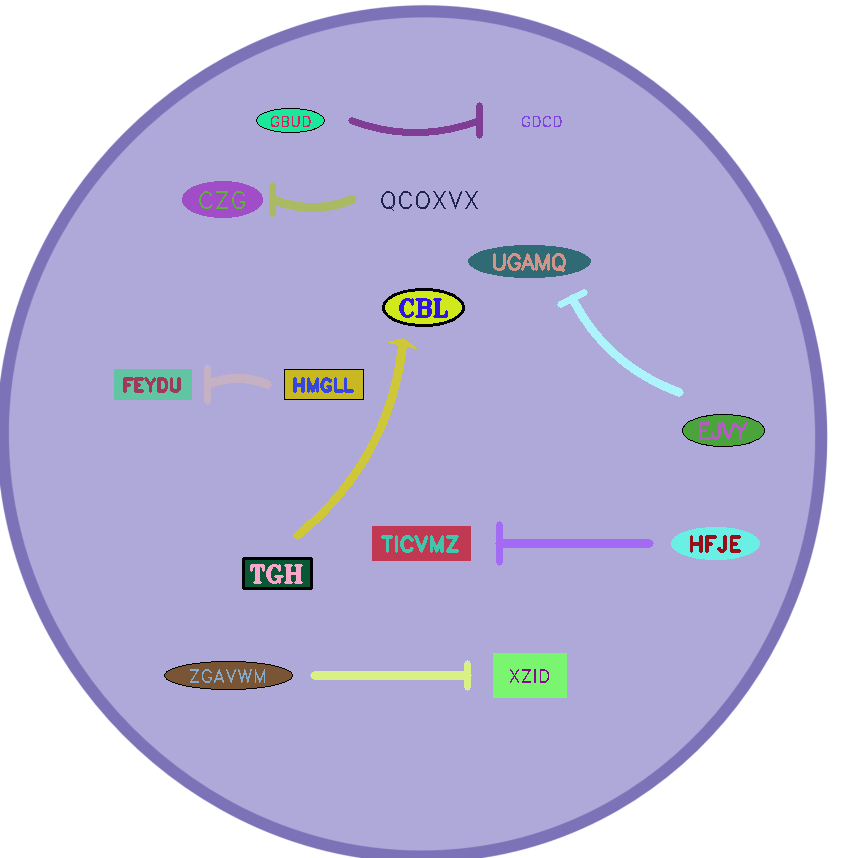 GBUD
GDCD
CZG
QCOXVX
UGAMQ
CBL
FEYDU
HMGLL
EJVY
TICVMZ
HFJE
TGH
ZGAVWM
XZID